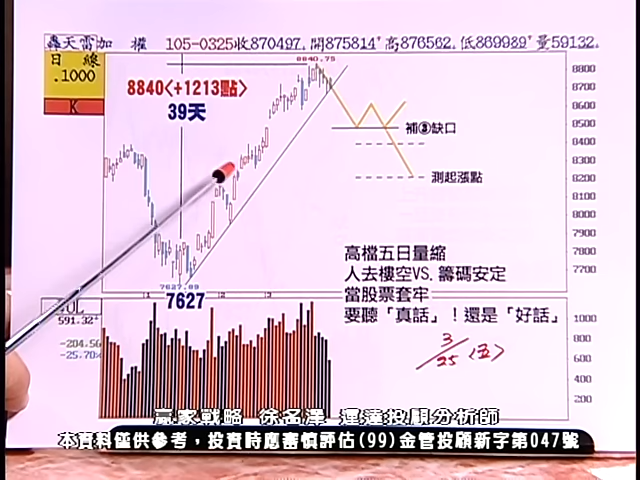 轟天雷加 權 105-0325收870497. 開875814* 高876562. 低869989* 量59132.
日 線
.1000
K
8840.75
8840<+1213點>
39天
8800
8700
8600
8500
8400
8300
8200
8100
8000
7900
7800
7700
補③缺口
測起漲點
7627.89
7627
高檔五日量縮
人去樓空VS. 籌碼安定
當股票套牢
要聽「真話」！還是「好話」
1
2
3
VOL
591.32*
-204.56
-25.70%
1000
800
600
400
200
3/25 (五)
贏家戰略 徐名澤 運達投顧分析師
本資料僅供參考，投資時應審慎評估(99)金管投顧新字第047號